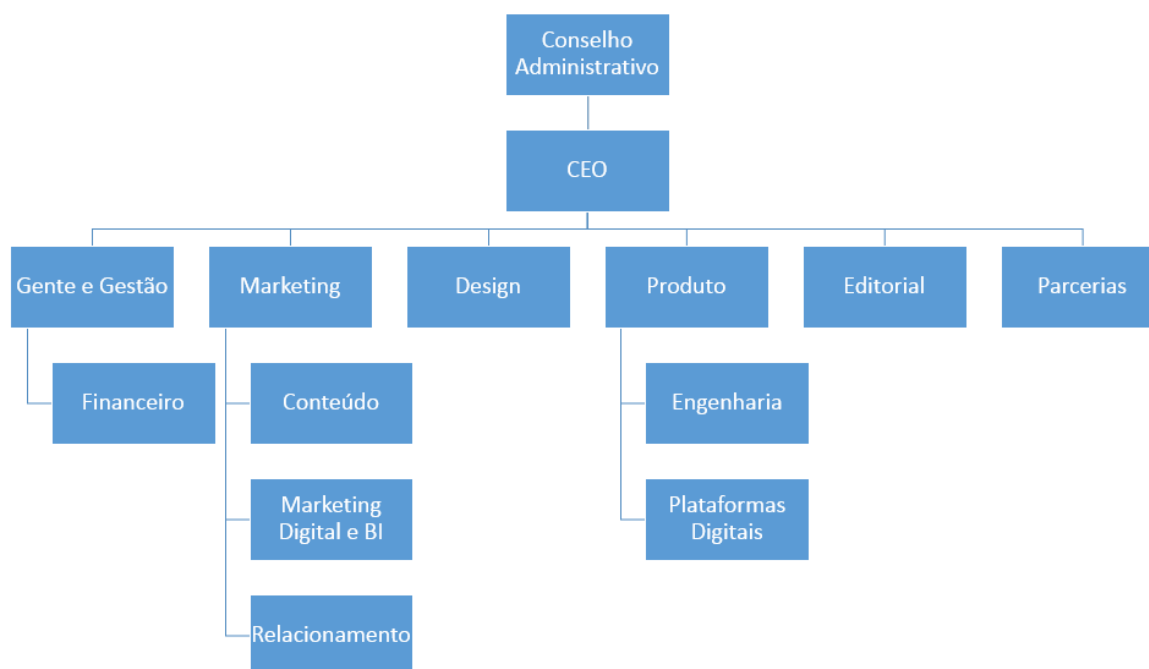 Conselho
Administrativo
CEO
Gente e Gestão
Marketing
Design
Produto
Editorial
Parcerias
Financeiro
Conteúdo
Engenharia
Marketing
Digital e BI
Plataformas
Digitais
Relacionamento